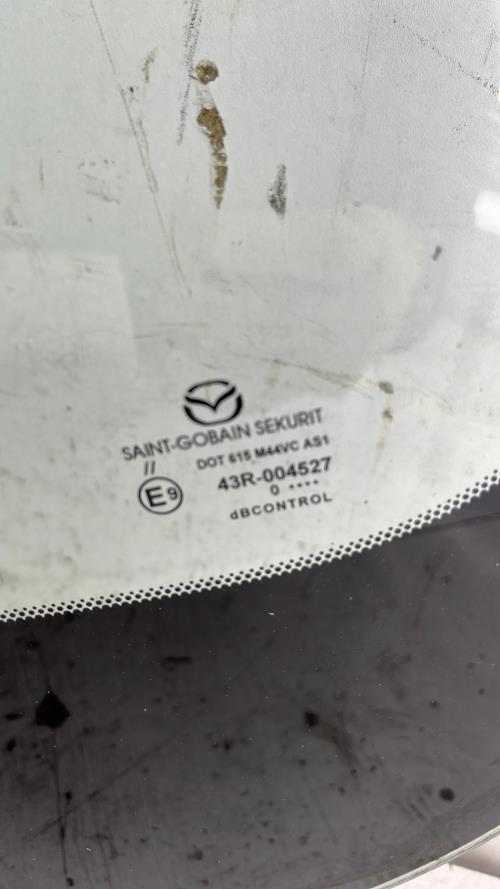 SAINT-GOBAIN SEKURIT
II
DOT 615 M44VC AS1
E9
43R-004527
0 ••••
dBCONTROL